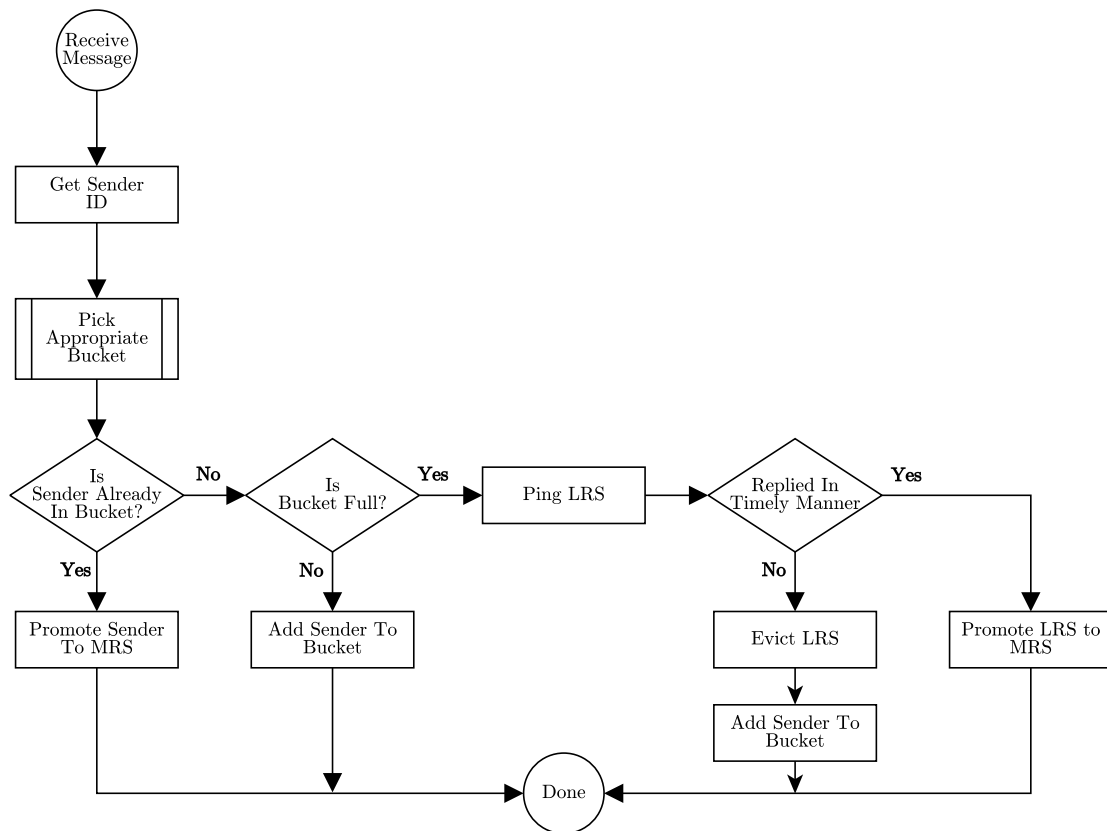 Receive
Message
Get Sender
ID
Pick
Appropriate
Bucket
Is
Sender Already
In Bucket?
No
Is
Bucket Full?
Yes
Ping LRS
Replied In
Timely Manner
Yes
Yes
No
No
Promote Sender
To MRS
Add Sender To
Bucket
Evict LRS
Promote LRS to
MRS
Add Sender To
Bucket
Done